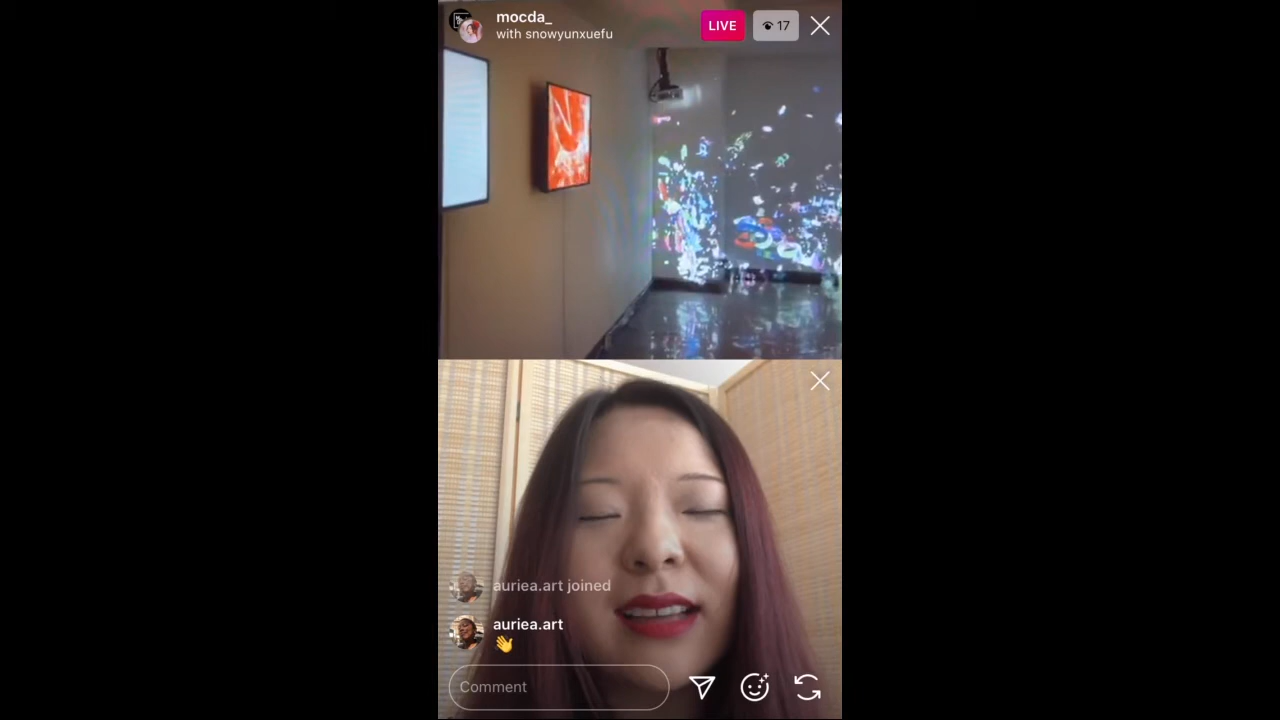 mocda_
with snowyunxuefu
LIVE
17
auriea.art joined
auriea.art
Comment